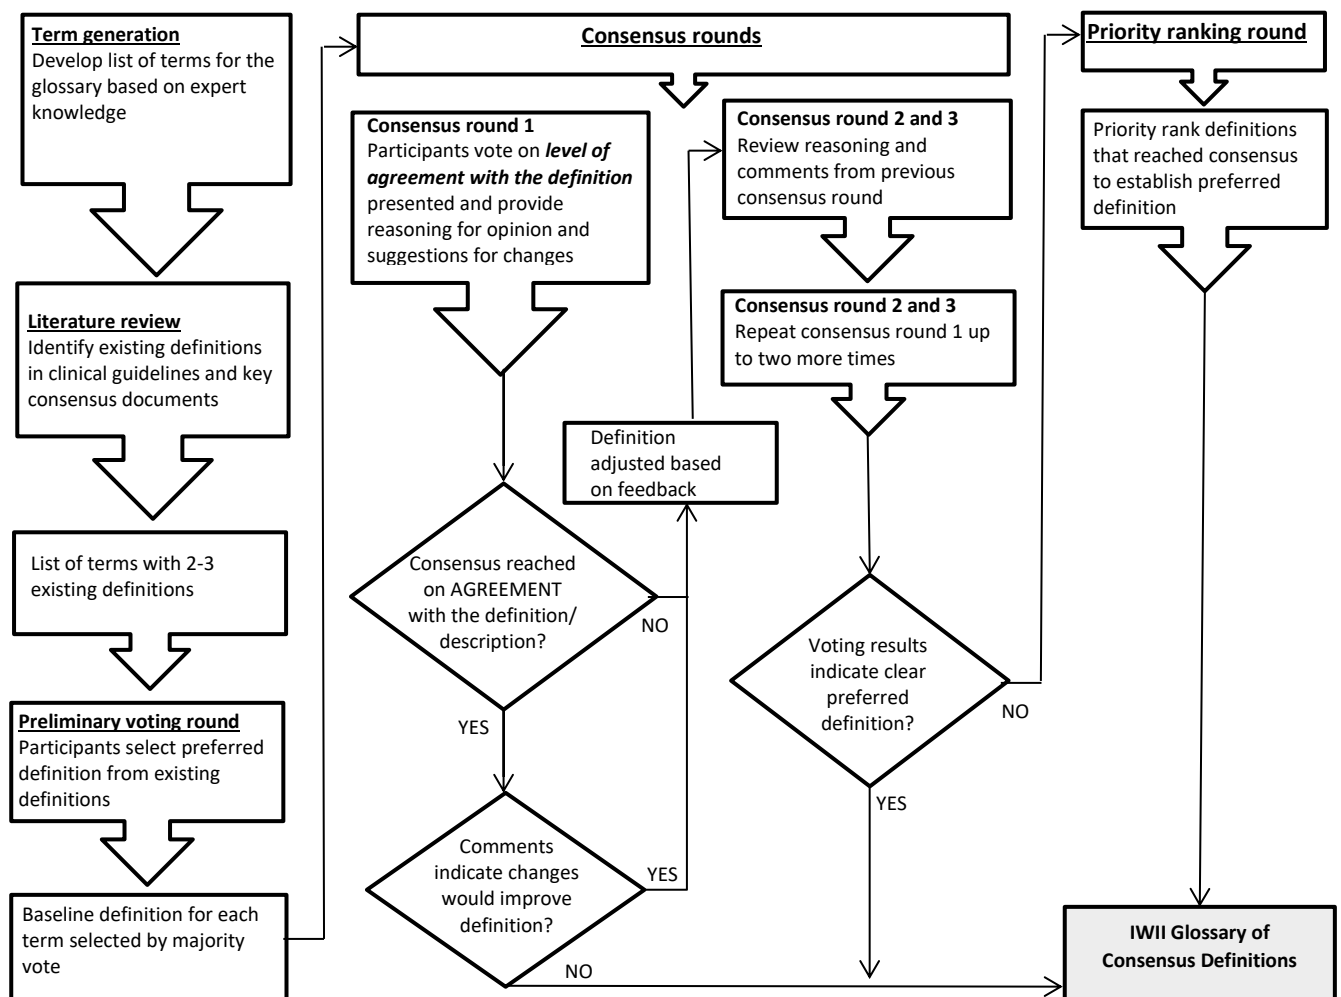 Term generation
Develop list of terms for the
glossary based on expert
knowledge
Literature review
Identify existing definitions
in clinical guidelines and key
consensus documents
List of terms with 2-3
existing definitions
Preliminary voting round
Participants select preferred
definition from existing
definitions
Baseline definition for each
term selected by majority
vote
Consensus rounds
Consensus round 1
Participants vote on level of
agreement with the definition
presented and provide
reasoning for opinion and
suggestions for changes
Consensus reached
on AGREEMENT
with the definition/
description?
NO
YES
Comments
indicate changes
would improve
definition?
YES
NO
Definition
adjusted based
on feedback
Consensus round 2 and 3
Review reasoning and
comments from previous
consensus round
Consensus round 2 and 3
Repeat consensus round 1 up
to two more times
Voting results
indicate clear
preferred
definition?
NO
YES
Priority ranking round
Priority rank definitions
that reached consensus
to establish preferred
definition
IWII Glossary of
Consensus Definitions